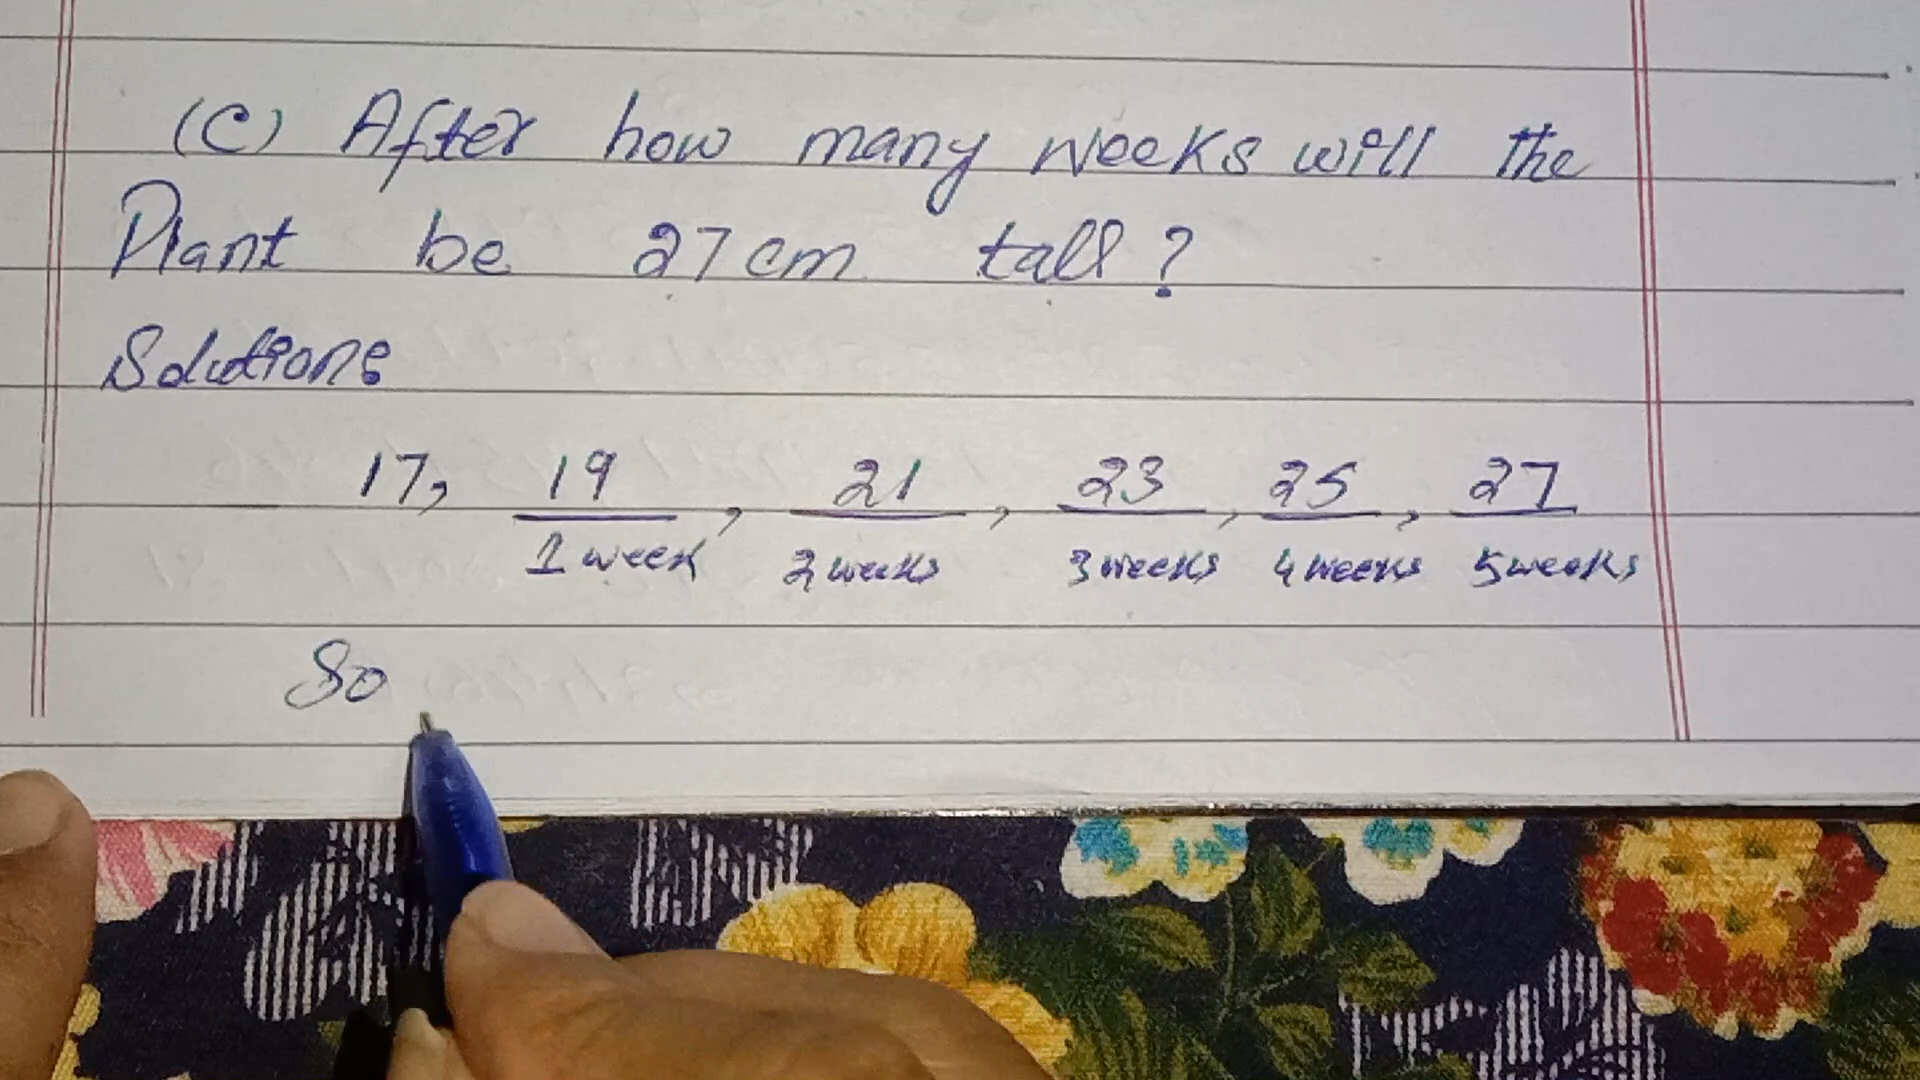 (C) After how many weeks will the
Plant be 27 cm tall?
Solution:
17, 19, 21, 23, 25, 27
1 week 2 weeks 3 weeks 4 weeks 5 weeks
So